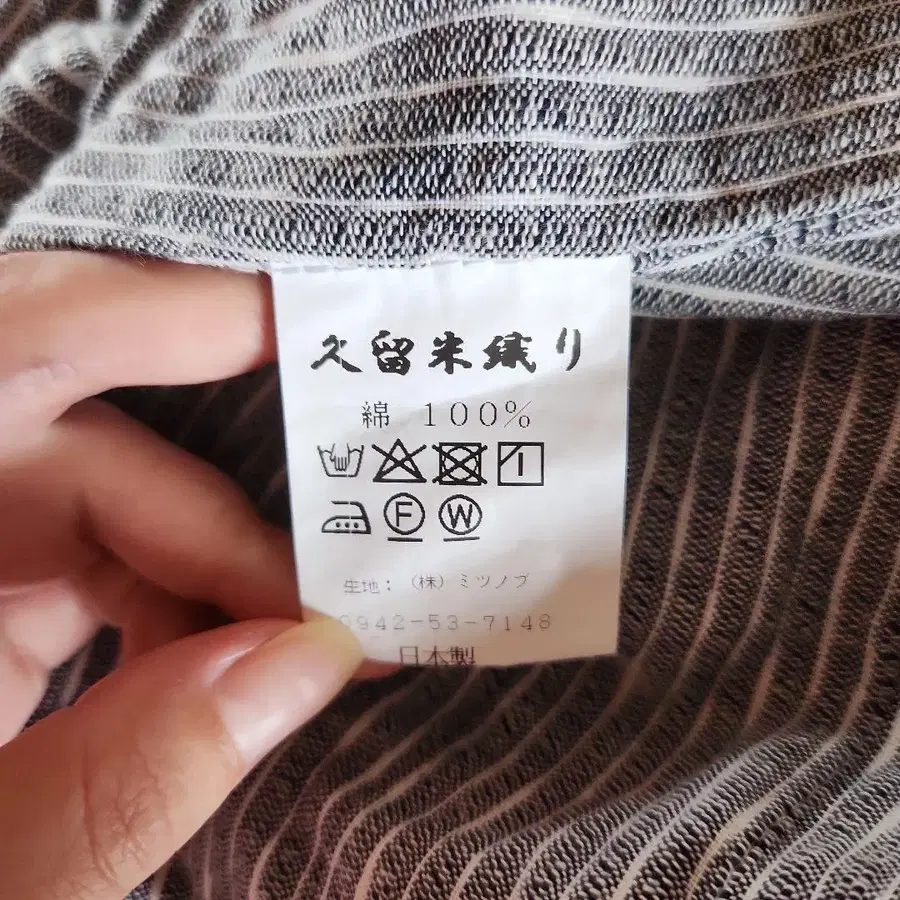 久留米織り
綿 100%
F W
生地：（株）ミツノブ
0942-53-7148
日本製